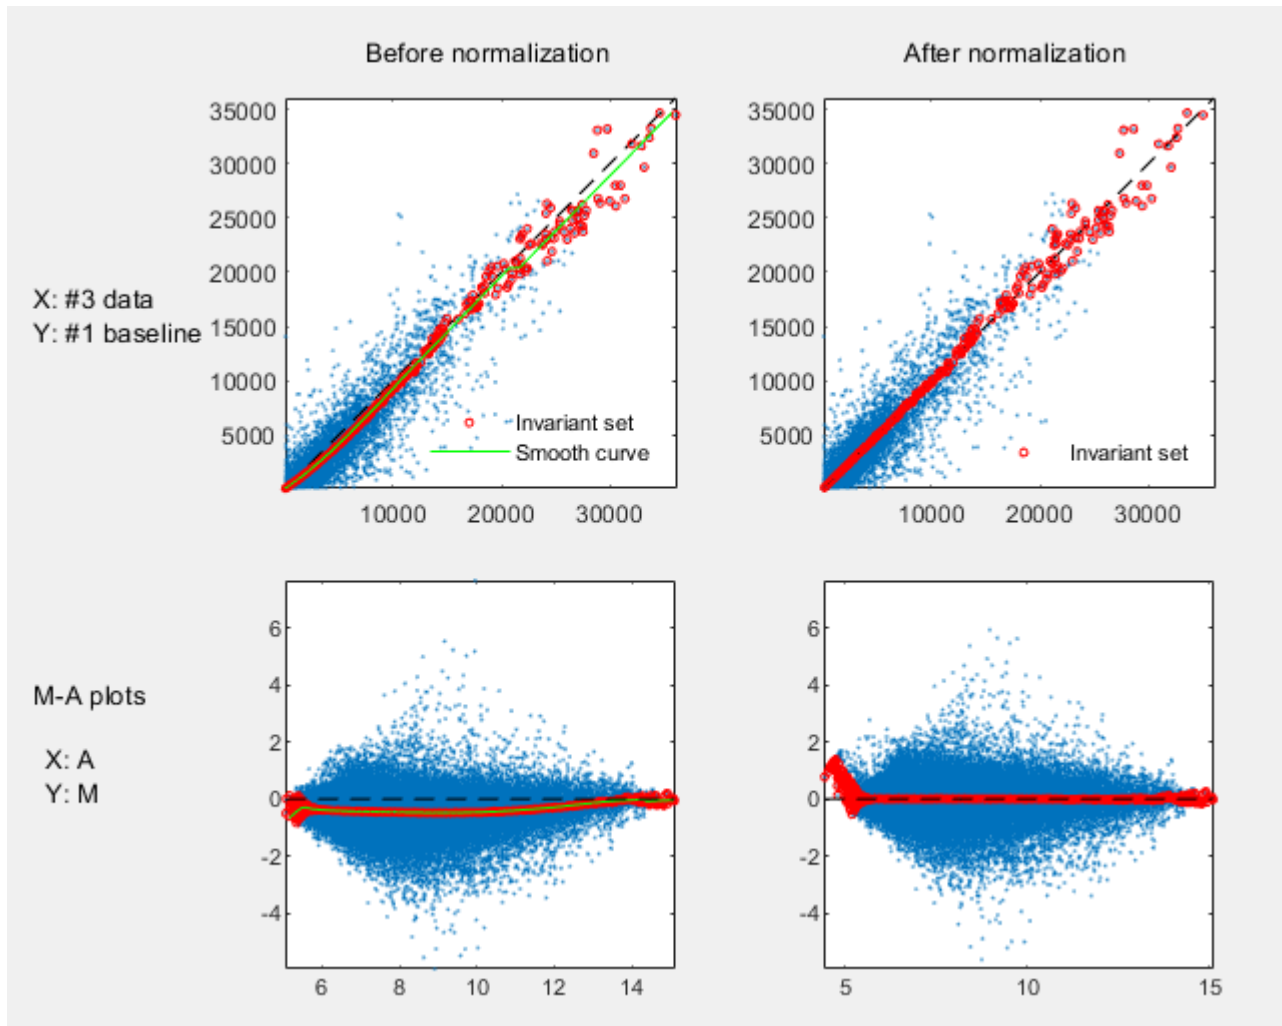 Before normalization
After normalization
35000
30000
25000
20000
15000
10000
5000
X: #3 data
Y: #1 baseline
Invariant set
Smooth curve
10000 20000 30000
35000
30000
25000
20000
15000
10000
5000
Invariant set
10000 20000 30000
M-A plots
X: A
Y: M
6
4
2
0
-2
-4
6 8 10 12 14
6
4
2
0
-2
-4
5 10 15